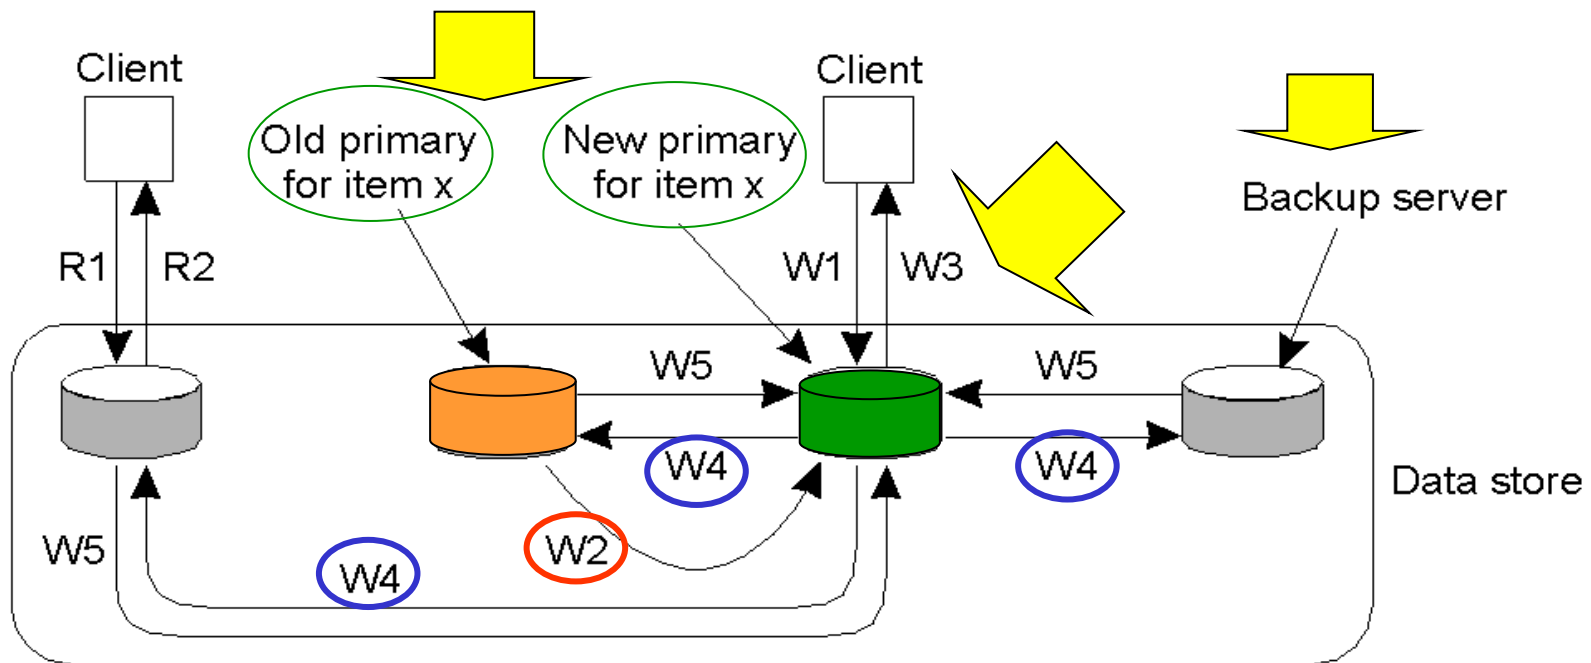 Client
Client
Old primary
for item x
New primary
for item x
Backup server
R1
R2
W1
W3
W5
W5
W4
W4
Data store
W5
W2
W4